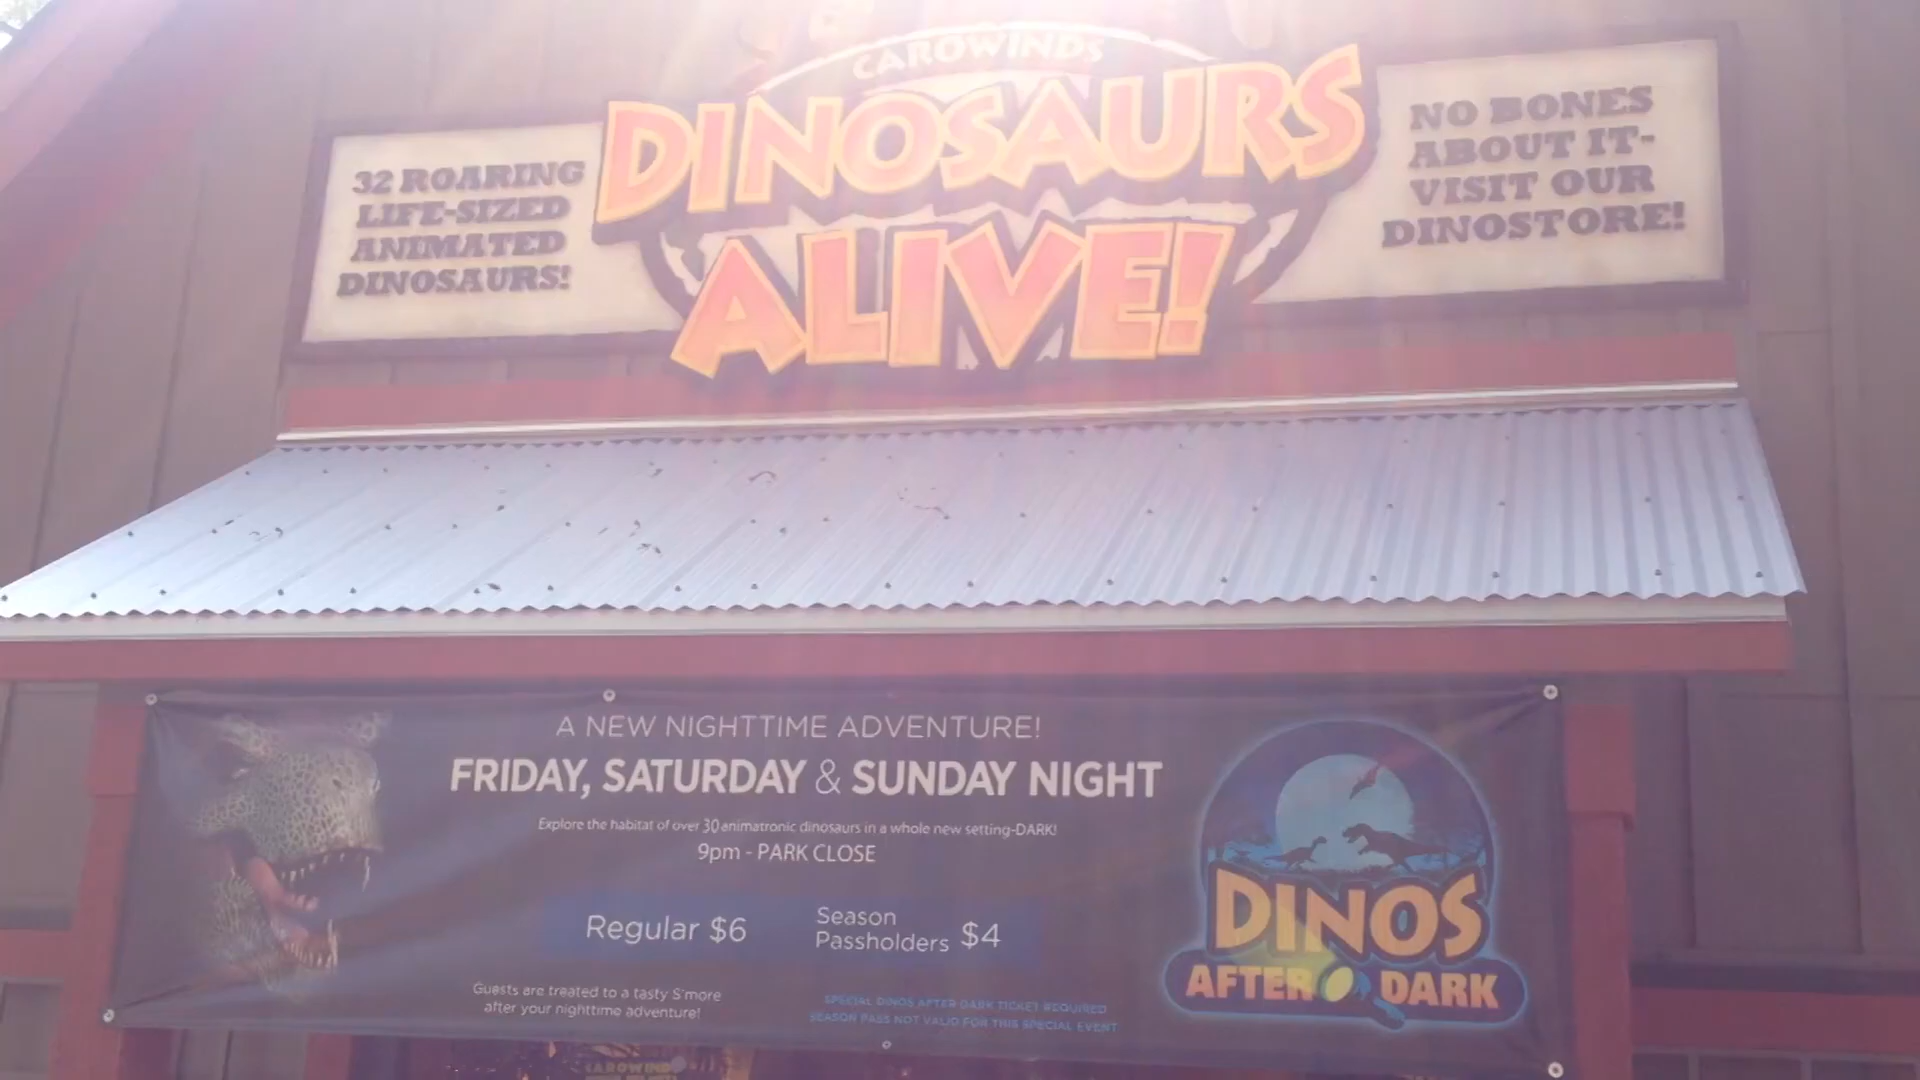 CAROWINDS
DINOSAURS
ALIVE!
32 ROARING
LIFE-SIZED
ANIMATED
DINOSAURS!
NO BONES
ABOUT IT-
VISIT OUR
DINOSTORE!
A NEW NIGHTTIME ADVENTURE!
FRIDAY, SATURDAY & SUNDAY NIGHT
Explore the habitat of over 30 animatronic dinosaurs in a whole new setting-DARK!
9pm - PARK CLOSE
Regular $6
Season
Passholders $4
Guests are treated to a tasty S'more
after your nighttime adventure!
SPECIAL DINOS AFTER DARK TICKET REQUIRED
SEASON PASS NOT VALID FOR THIS SPECIAL EVENT
DINOS
AFTER DARK
CAROWINDS